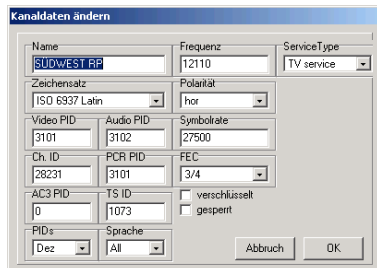 Kanaldaten ändern
Name Frequenz ServiceType
SÜDWEST RP 12110 TV service
Zeichensatz Polarität
ISO 6937 Latin hor
Video PID Audio PID Symbolrate
3101 3102 27500
Ch. ID PCR PID FEC
28231 3101 3/4
AC3 PID TS ID verschlüsselt
0 1073 gesperrt
PIDs Sprache
Dez All Abbruch OK